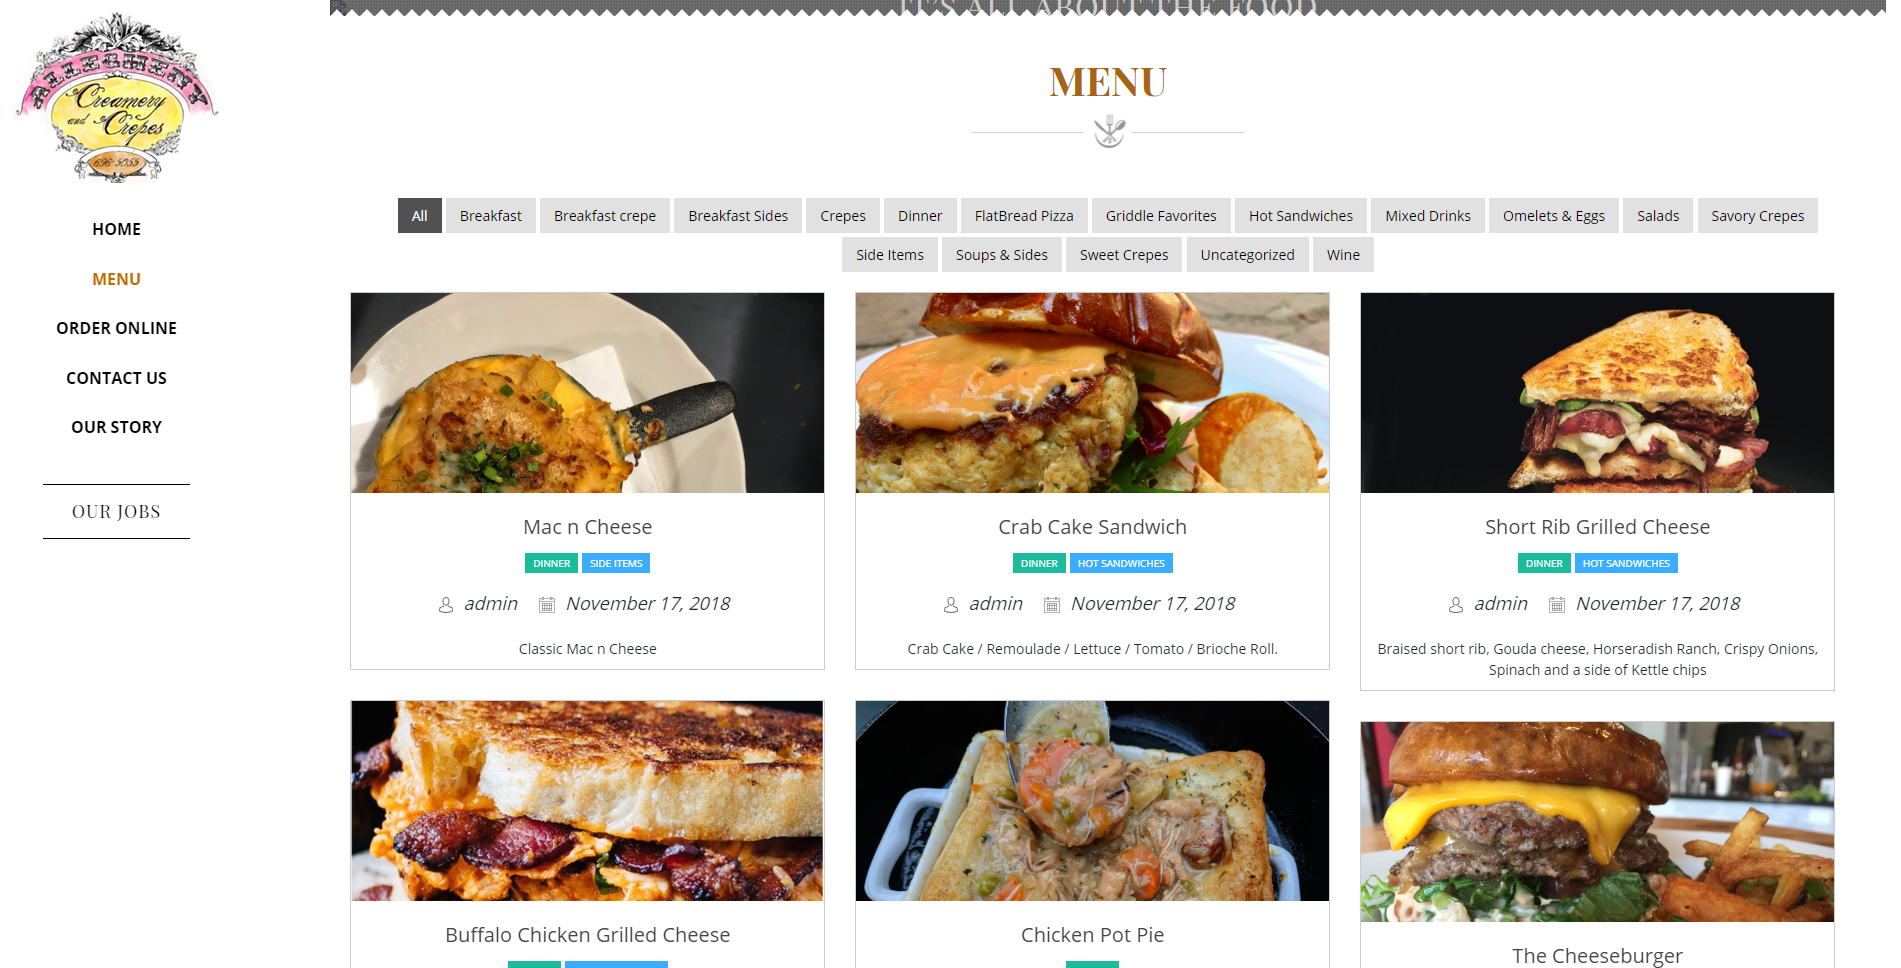 ALLEGHENY
Creamery
and Crepes
696-5055
HOME
MENU
ORDER ONLINE
CONTACT US
OUR STORY
OUR JOBS
IT'S ALL ABOUT THE FOOD
MENU
All Breakfast Breakfast crepe Breakfast Sides Crepes Dinner FlatBread Pizza Griddle Favorites Hot Sandwiches Mixed Drinks Omelets & Eggs Salads Savory Crepes
Side Items Soups & Sides Sweet Crepes Uncategorized Wine
Mac n Cheese
DINNER SIDE ITEMS
admin November 17, 2018
Classic Mac n Cheese
Crab Cake Sandwich
DINNER HOT SANDWICHES
admin November 17, 2018
Crab Cake / Remoulade / Lettuce / Tomato / Brioche Roll.
Short Rib Grilled Cheese
DINNER HOT SANDWICHES
admin November 17, 2018
Braised short rib, Gouda cheese, Horseradish Ranch, Crispy Onions,
Spinach and a side of Kettle chips
Buffalo Chicken Grilled Cheese
Chicken Pot Pie
The Cheeseburger